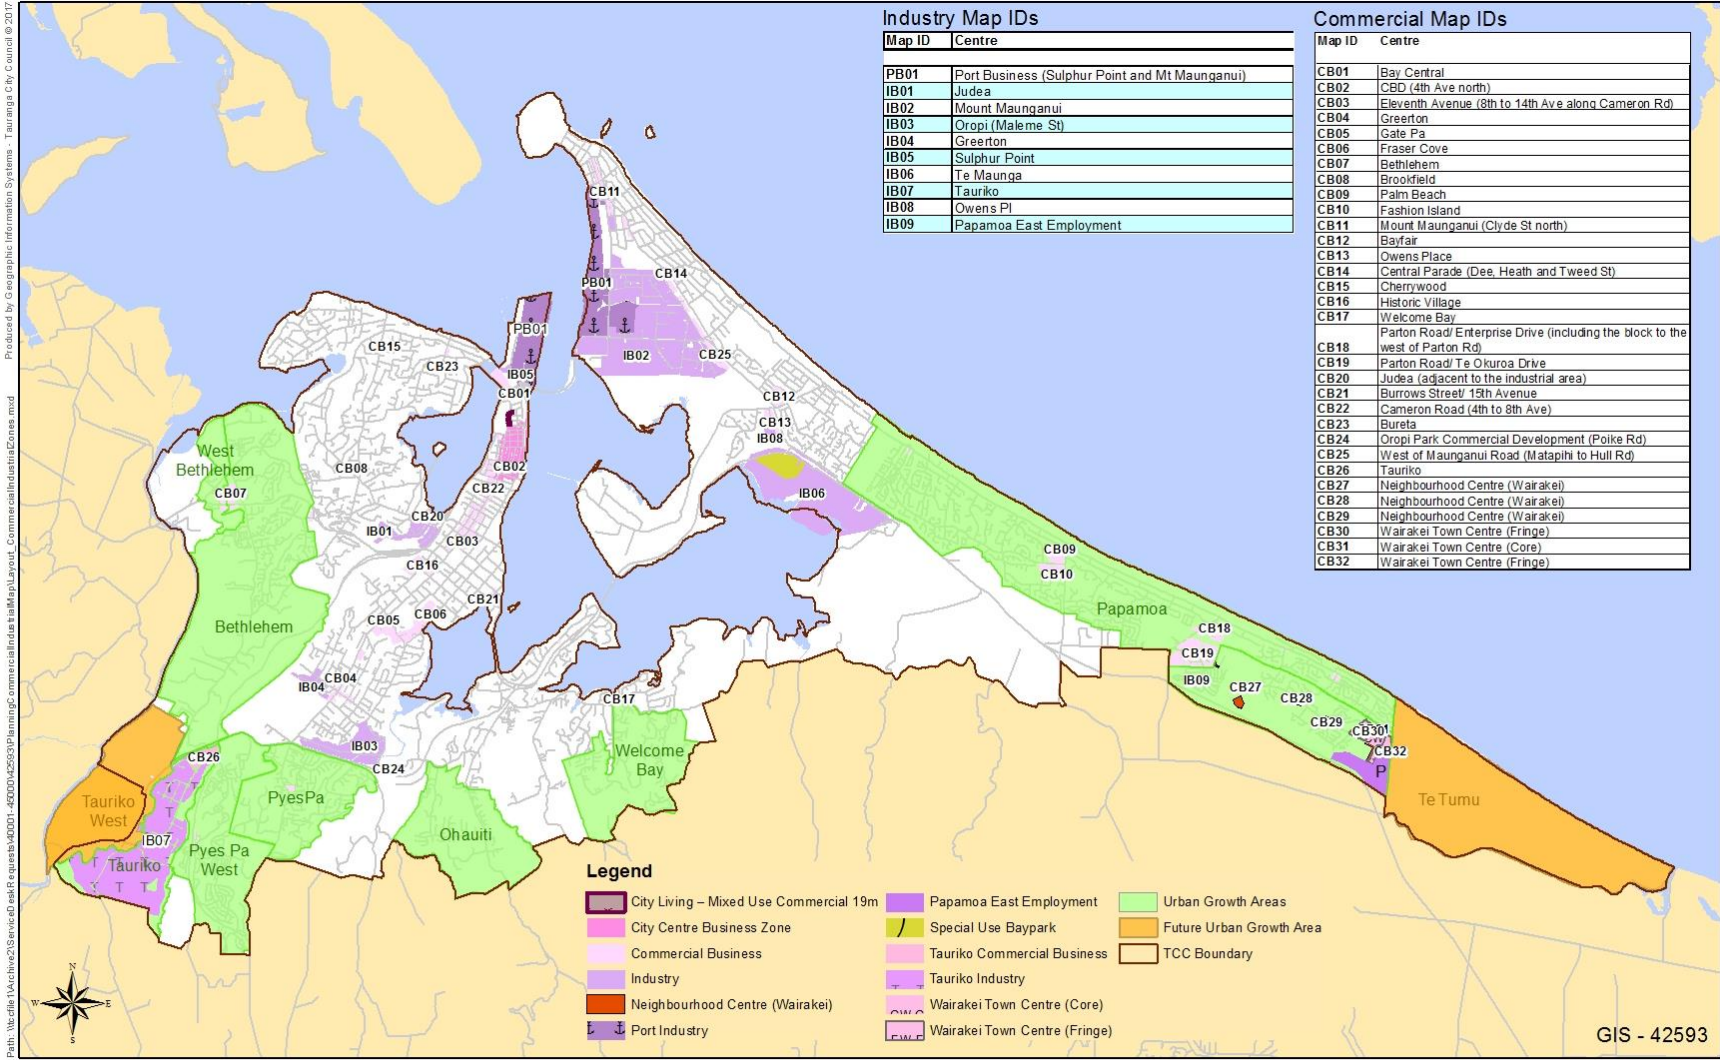 Produced by Geographic Information Systems - Tauranga City Council © 2017
Industry Map IDs
Map ID Centre
PB01 Port Business (Sulphur Point and Mt Maunganui)
IB01 Judea
IB02 Mount Maunganui
IB03 Oropi (Maleme St)
IB04 Greerton
IB05 Sulphur Point
IB06 Te Maunga
IB07 Tauriko
IB08 Owens Pl
IB09 Papamoa East Employment
Commercial Map IDs
Map ID Centre
CB01 Bay Central
CB02 CBD (4th Ave north)
CB03 Eleventh Avenue (8th to 14th Ave along Cameron Rd)
CB04 Greerton
CB05 Gate Pa
CB06 Fraser Cove
CB07 Bethlehem
CB08 Brookfield
CB09 Palm Beach
CB10 Fashion Island
CB11 Mount Maunganui (Clyde St north)
CB12 Bayfair
CB13 Owens Place
CB14 Central Parade (Dee, Heath and Tweed St)
CB15 Cherrywood
CB16 Historic Village
CB17 Welcome Bay
Parton Road/ Enterprise Drive (including the block to the
CB18 west of Parton Rd)
CB19 Parton Road/ Te Okuroa Drive
CB20 Judea (adjacent to the industrial area)
CB21 Burrows Street/ 15th Avenue
CB22 Cameron Road (4th to 8th Ave)
CB23 Bureta
CB24 Oropi Park Commercial Development (Poike Rd)
CB25 West of Maunganui Road (Matapihi to Hull Rd)
CB26 Tauriko
CB27 Neighbourhood Centre (Wairakei)
CB28 Neighbourhood Centre (Wairakei)
CB29 Neighbourhood Centre (Wairakei)
CB30 Wairakei Town Centre (Fringe)
CB31 Wairakei Town Centre (Core)
CB32 Wairakei Town Centre (Fringe)
CB11
CB14
PB01
PB01
CB15
IB02
CB25
CB23
IB05
CB01
CB12
CB13
IB08
West
Bethlehem
CB08
CB02
CB07
CB22
IB06
CB20
IB01
CB03
CB09
CB16
CB10
CB21
Papamoa
CB06
CB05
Bethlehem
CB18
CB19
CB04
IB04
IB09
CB27
CB17
CB28
CB29
CB30
IB03
Welcome
Bay
CB32
CB26
CB24
P
PyesPa
Tauriko
West
Te Tumu
Ohauiti
IB07
Pyes Pa
West
Tauriko
Legend
City Living – Mixed Use Commercial 19m
City Centre Business Zone
Commercial Business
Industry
Neighbourhood Centre (Wairakei)
Port Industry
Papamoa East Employment
Special Use Baypark
Tauriko Commercial Business
Tauriko Industry
Wairakei Town Centre (Core)
Wairakei Town Centre (Fringe)
Urban Growth Areas
Future Urban Growth Area
TCC Boundary
N
W E
S
GIS - 42593